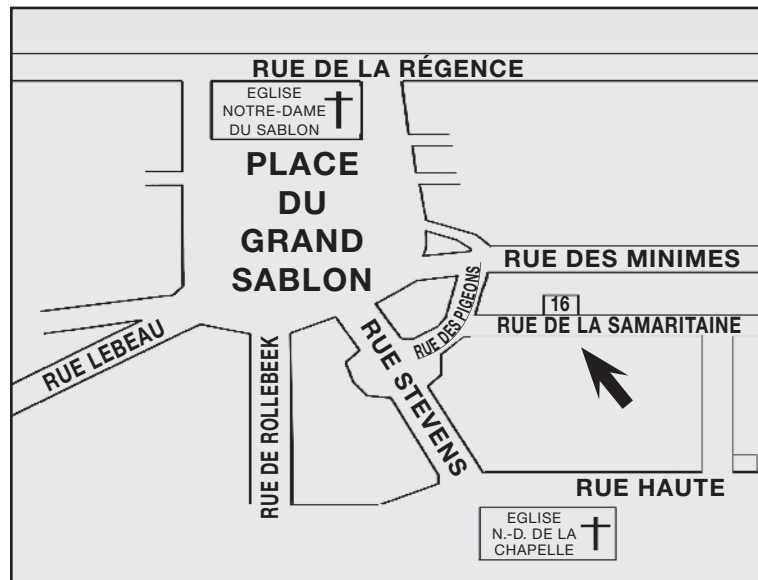 RUE DE LA RÉGENCE
EGLISE
NOTRE-DAME
DU SABLON
PLACE
DU
GRAND
SABLON
RUE DES MINIMES
RUE DES PIGEONS
16
RUE DE LA SAMARITAINE
RUE LEBEAU
RUE DE ROLLEBEEK
RUE STEVENS
RUE HAUTE
EGLISE
N.-D. DE LA
CHAPELLE